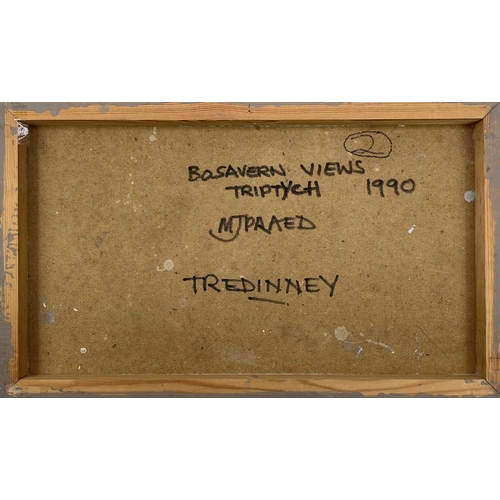 2
BOSAVERN VIEWS
TRIPTYCH 1990
MJPRAED
TREDINNEY